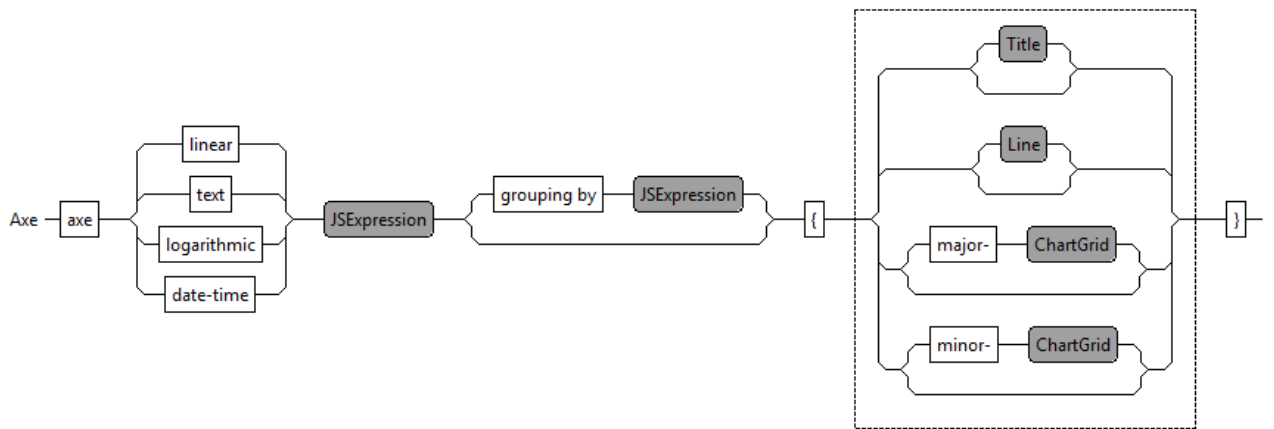 Title
linear
Line
text
grouping by JSExpression
Axe axe JSExpression { }
logarithmic
major- ChartGrid
date-time
minor- ChartGrid